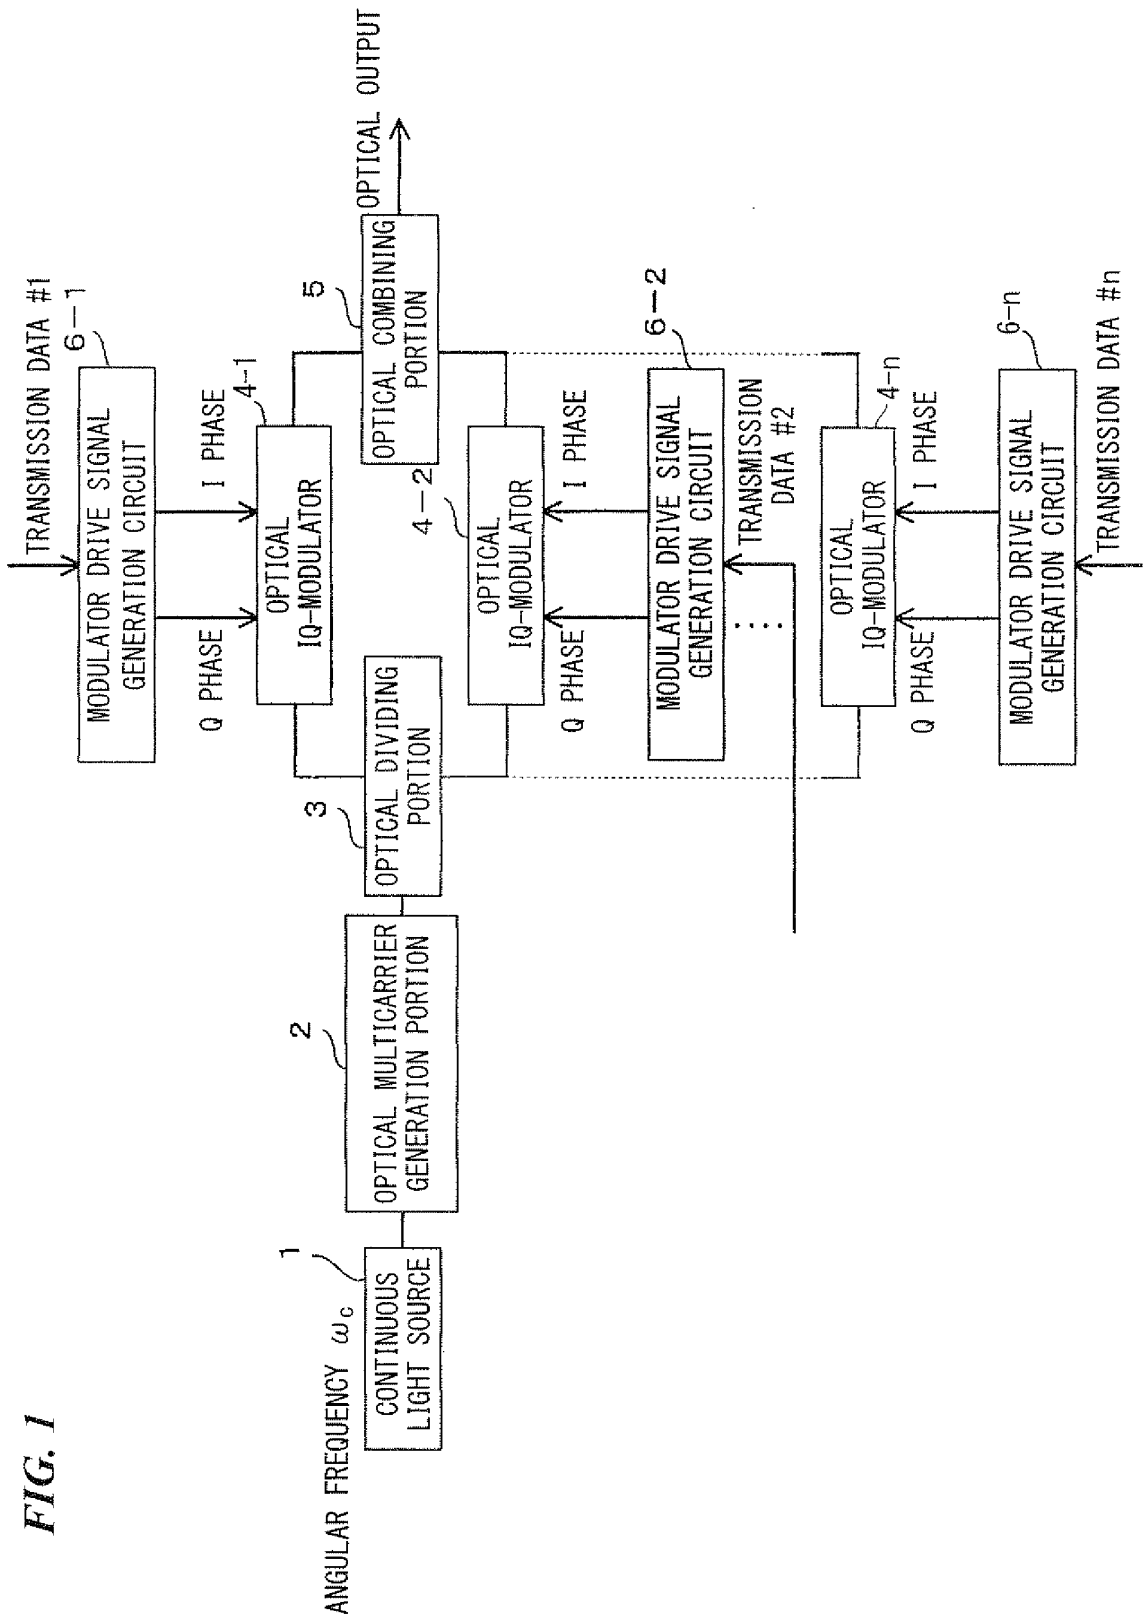 FIG. 1
TRANSMISSION DATA #1
6-1
MODULATOR DRIVE SIGNAL
GENERATION CIRCUIT
Q PHASE
I PHASE
4-1
OPTICAL
IQ-MODULATOR
ANGULAR FREQUENCY ωc
1
CONTINUOUS
LIGHT SOURCE
2
OPTICAL MULTICARRIER
GENERATION PORTION
3
OPTICAL DIVIDING
PORTION
5
OPTICAL COMBINING
PORTION
OPTICAL OUTPUT
4-2
OPTICAL
IQ-MODULATOR
Q PHASE
I PHASE
6-2
MODULATOR DRIVE SIGNAL
GENERATION CIRCUIT
TRANSMISSION
DATA #2
4-n
OPTICAL
IQ-MODULATOR
Q PHASE
I PHASE
6-n
MODULATOR DRIVE SIGNAL
GENERATION CIRCUIT
TRANSMISSION DATA #n